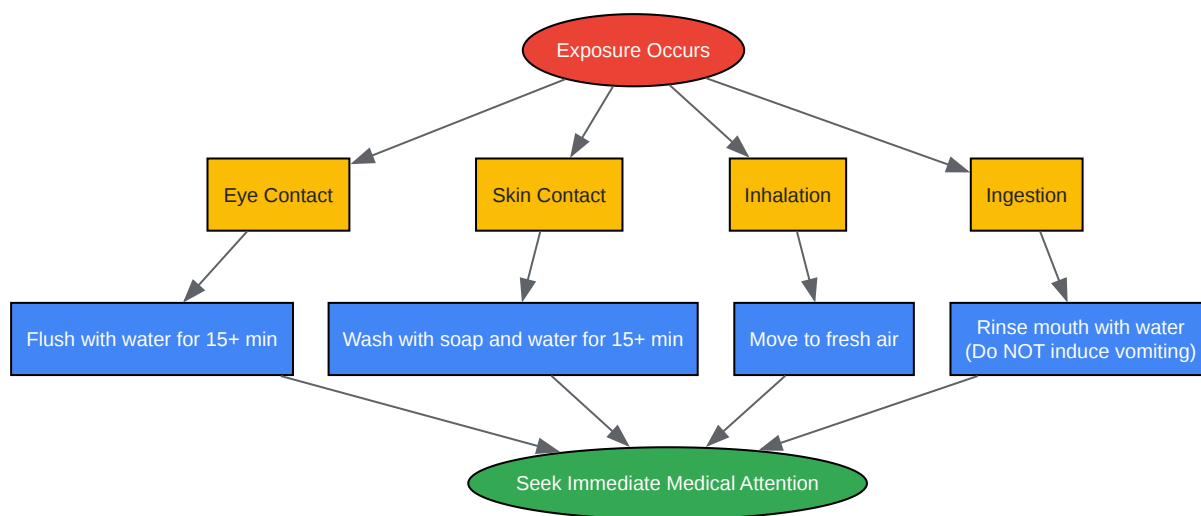 Exposure Occurs
Eye Contact
Skin Contact
Inhalation
Ingestion
Flush with water for 15+ min
Wash with soap and water for 15+ min
Move to fresh air
Rinse mouth with water
(Do NOT induce vomiting)
Seek Immediate Medical Attention